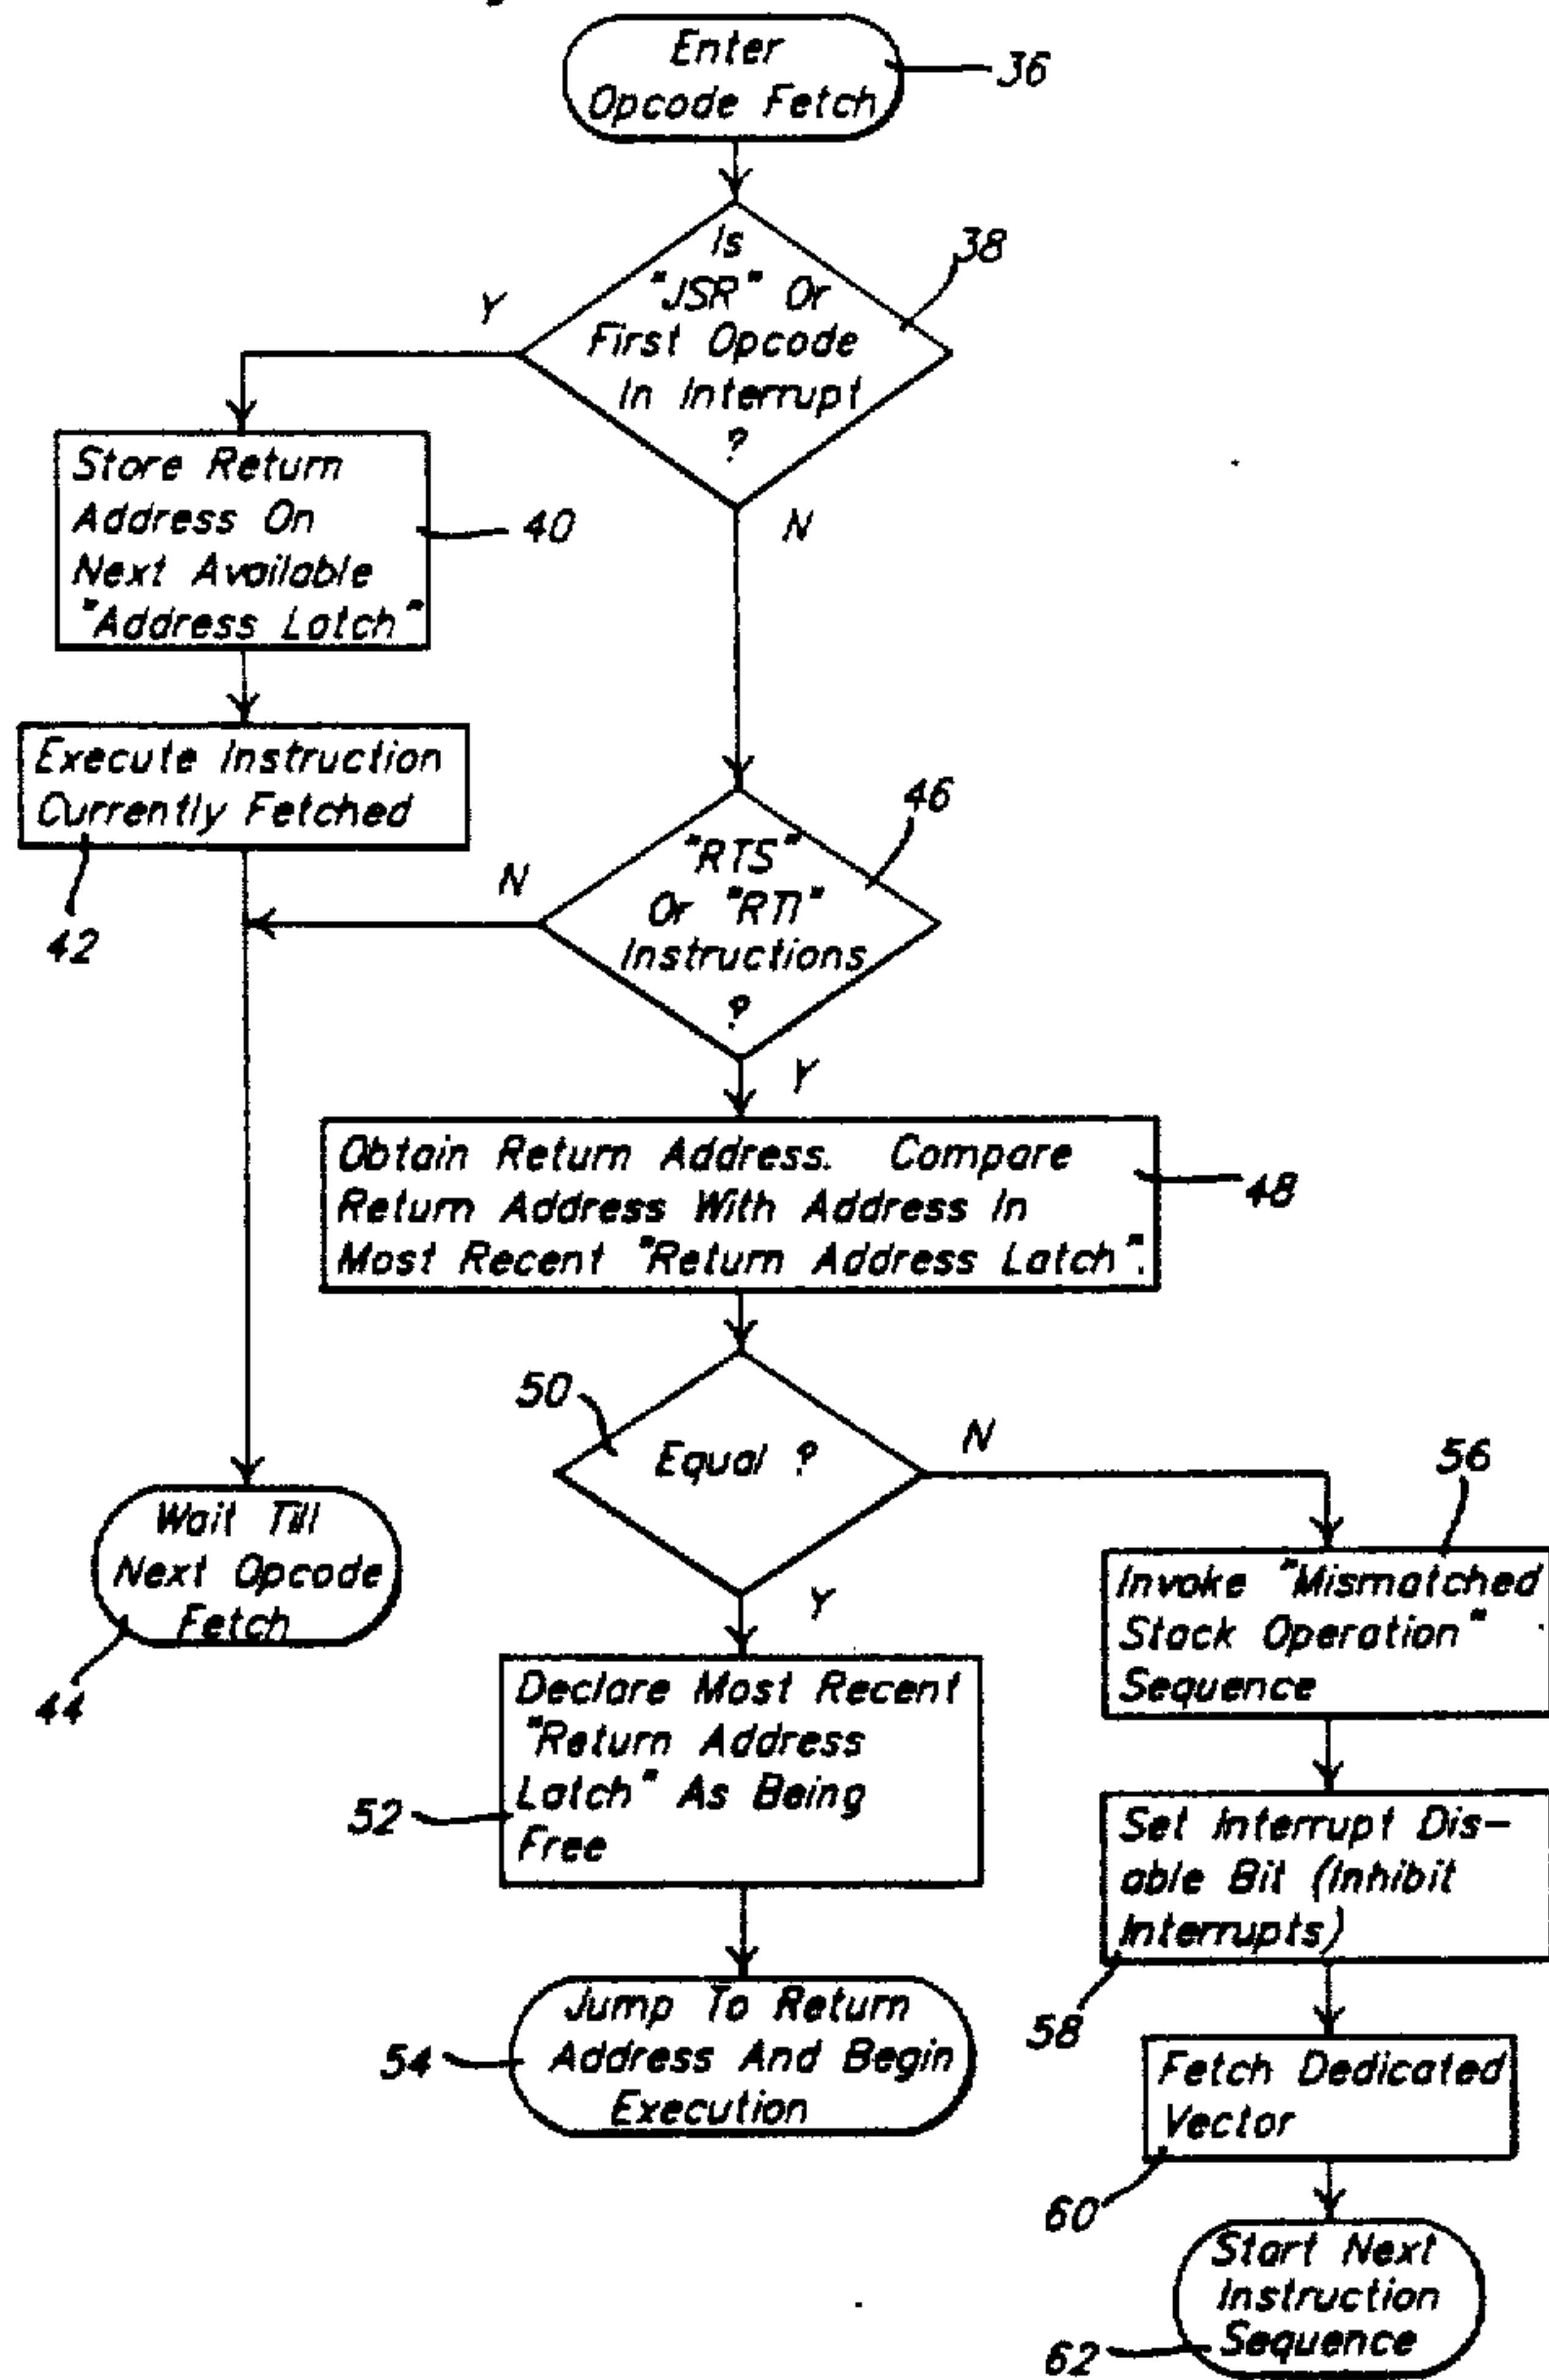 Enter
Opcode Fetch
36
Is
"JSR" Or
First Opcode
In Interrupt
?
38
Y
N
Store Return
Address On
Next Available
"Address Latch"
40
Execute Instruction
Currently Fetched
42
"RTS"
Or "RTI"
Instructions
?
46
N
Y
Obtain Return Address. Compare
Return Address With Address In
Most Recent "Return Address Latch".
48
50
Equal ?
N
Y
Wait Till
Next Opcode
Fetch
44
56
Invoke "Mismatched
Stack Operation"
Sequence
Declare Most Recent
"Return Address
Latch" As Being
Free
52
Set Interrupt Dis-
able Bit (Inhibit
Interrupts)
58
Jump To Return
Address And Begin
Execution
54
Fetch Dedicated
Vector
60
Start Next
Instruction
Sequence
62